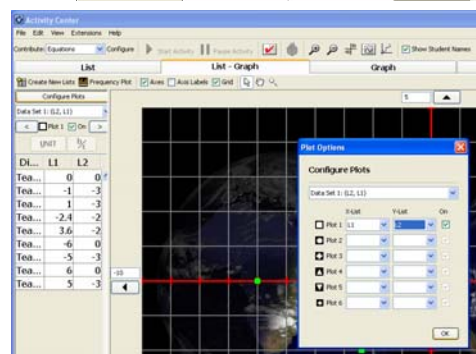 Activity Center
File Edit View Extensions Help
Contribute: Equations Configure Start Activity Pause Activity Show Student Names
List List - Graph Graph
Create New Lists Frequency Plot Axes Axis Labels Grid
Configure Plots
Data Set 1: (L2, L1)
< Plot 1 On >
UNIT
Di... L1 L2
Tea... 0 0
Tea... -1 -3
Tea... 1 -3
Tea... -2.4 -2
Tea... 3.6 -2
Tea... -6 0
Tea... -5 -3
Tea... 6 0
Tea... 5 -3
5
-10
Plot Options
Configure Plots
Data Set 1: (L2, L1)
X-List Y-List On
Plot 1 L1 L2
Plot 2
Plot 3
Plot 4
Plot 5
Plot 6
OK